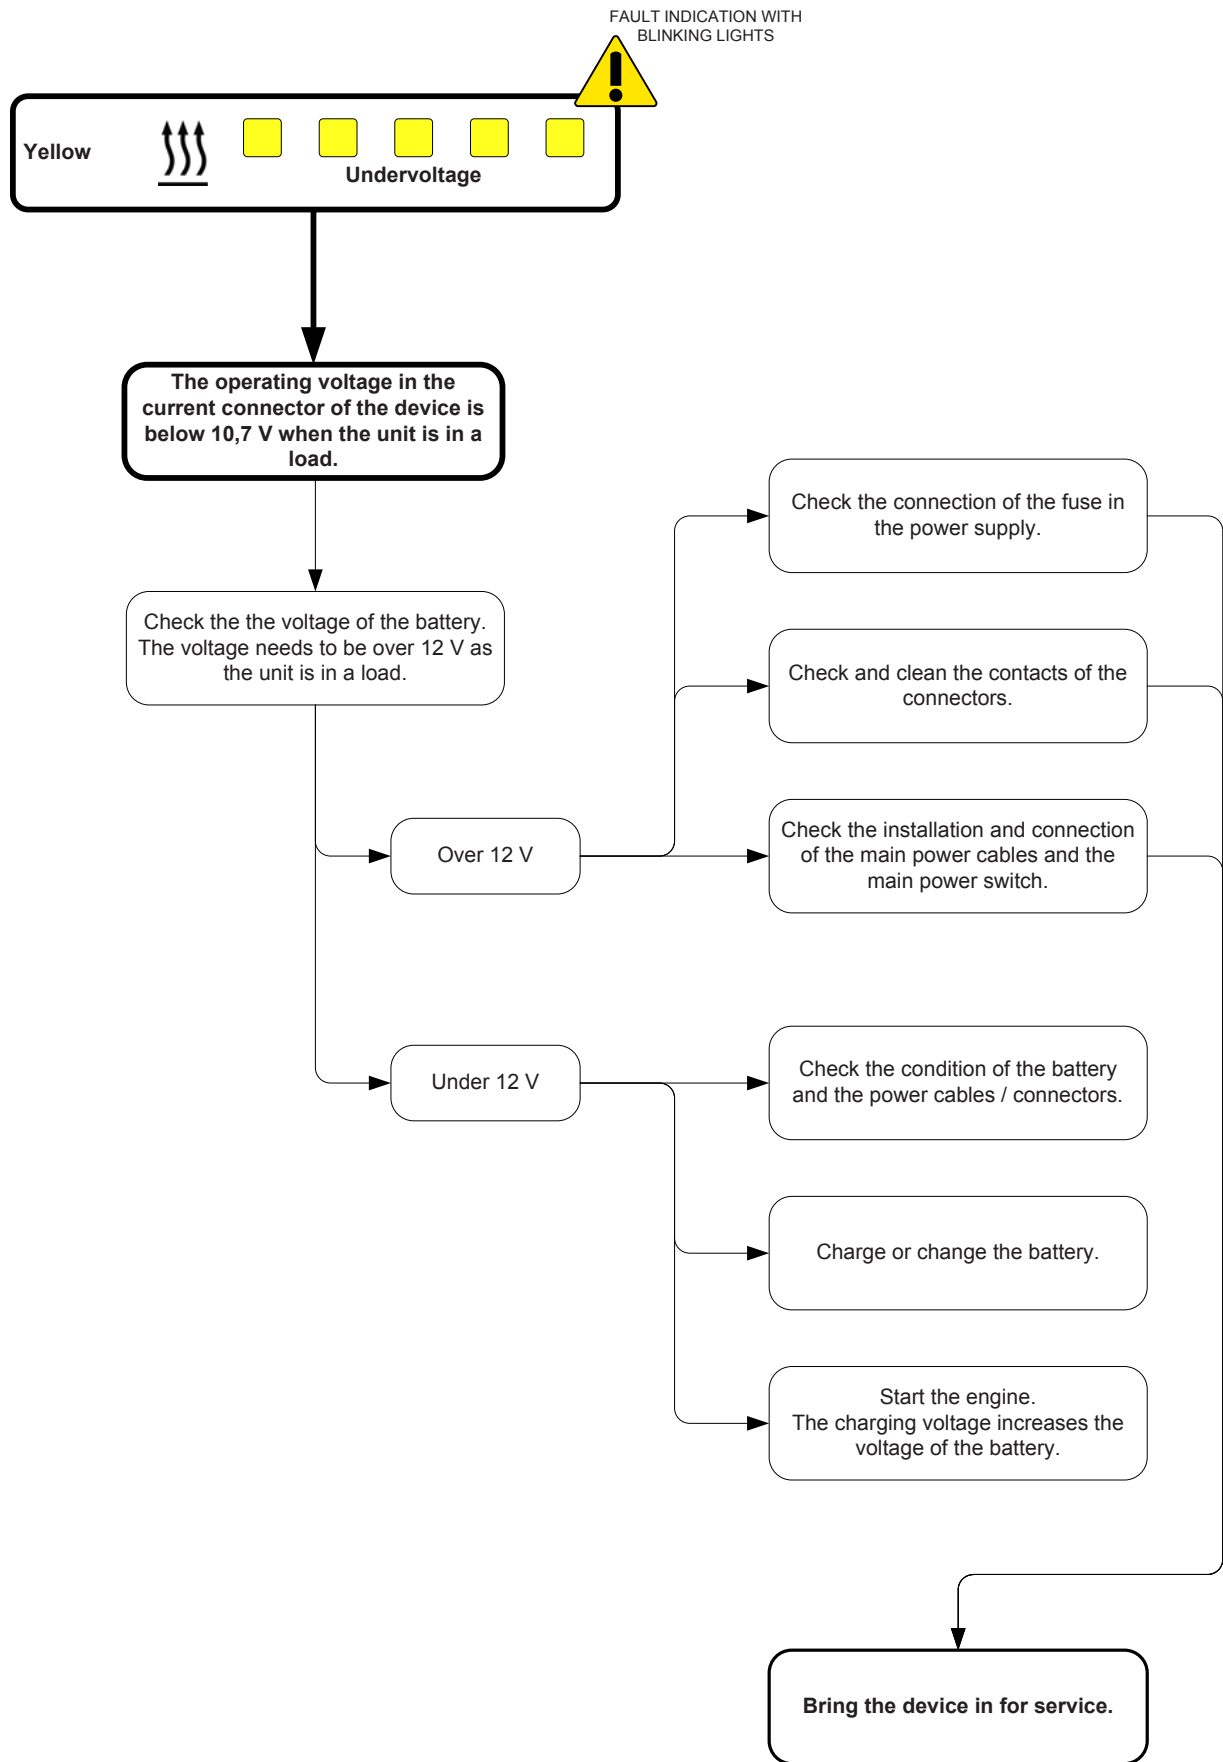 FAULT INDICATION WITH
BLINKING LIGHTS
Yellow
Undervoltage
The operating voltage in the
current connector of the device is
below 10,7 V when the unit is in a
load.
Check the the voltage of the battery.
The voltage needs to be over 12 V as
the unit is in a load.
Over 12 V
Check the connection of the fuse in
the power supply.
Check and clean the contacts of the
connectors.
Check the installation and connection
of the main power cables and the
main power switch.
Under 12 V
Check the condition of the battery
and the power cables / connectors.
Charge or change the battery.
Start the engine.
The charging voltage increases the
voltage of the battery.
Bring the device in for service.